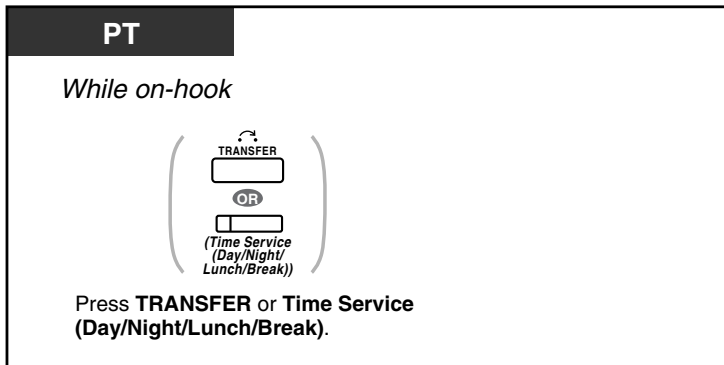 PT
While on-hook
TRANSFER
OR
(Time Service
(Day/Night/
Lunch/Break))
Press TRANSFER or Time Service
(Day/Night/Lunch/Break).